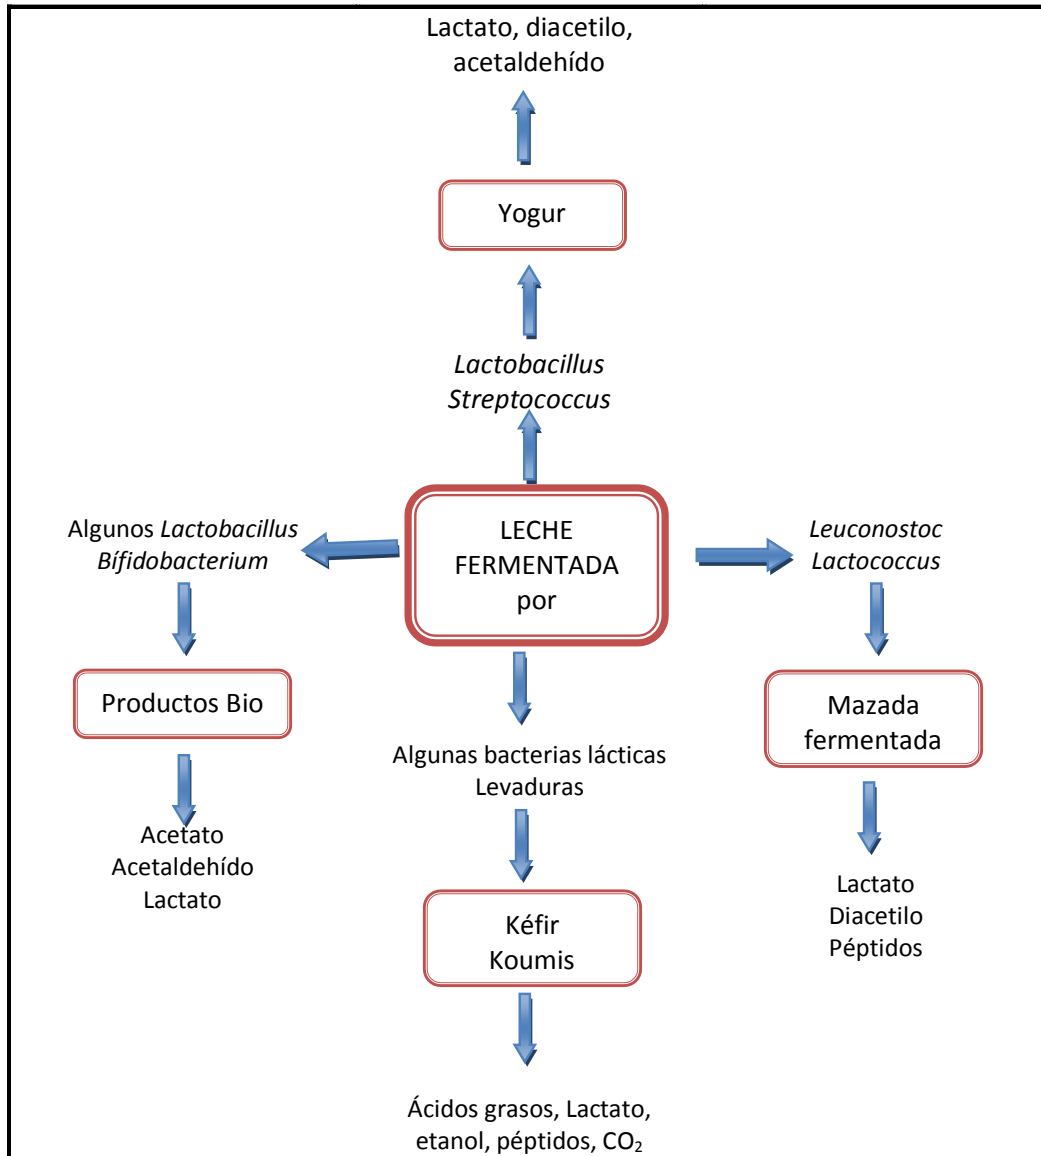 Lactato, diacetilo,
acetaldehído
Yogur
Lactobacillus
Streptococcus
LECHE
FERMENTADA
por
Algunos Lactobacillus
Bífidobacterium
Productos Bio
Acetato
Acetaldehído
Lactato
Algunas bacterias lácticas
Levaduras
Kéfir
Koumis
Ácidos grasos, Lactato,
etanol, péptidos, CO₂
Leuconostoc
Lactococcus
Mazada
fermentada
Lactato
Diacetilo
Péptidos